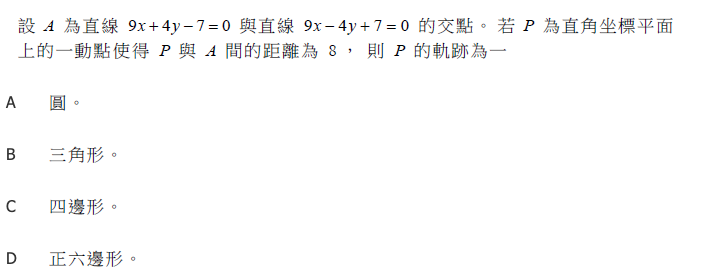 設 A 為直線 9x+4y−7=0 與直線 9x−4y+7=0 的交點。若 P 為直角坐標平面
上的一動點使得 P 與 A 間的距離為 8， 則 P 的軌跡為一
A 圓。
B 三角形。
C 四邊形。
D 正六邊形。